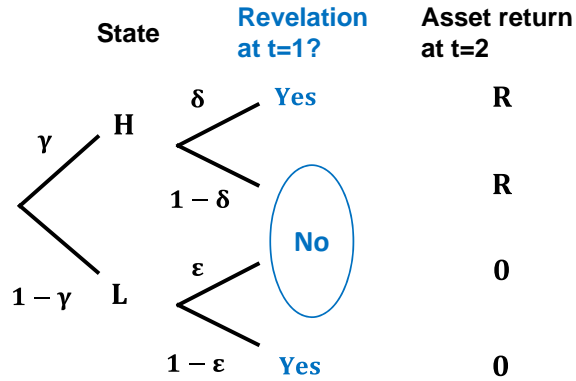 State
Revelation
at t=1?
Asset return
at t=2
δ
Yes
R
γ
H
1 − δ
R
No
ε
0
1 − γ
L
1 − ε
Yes
0